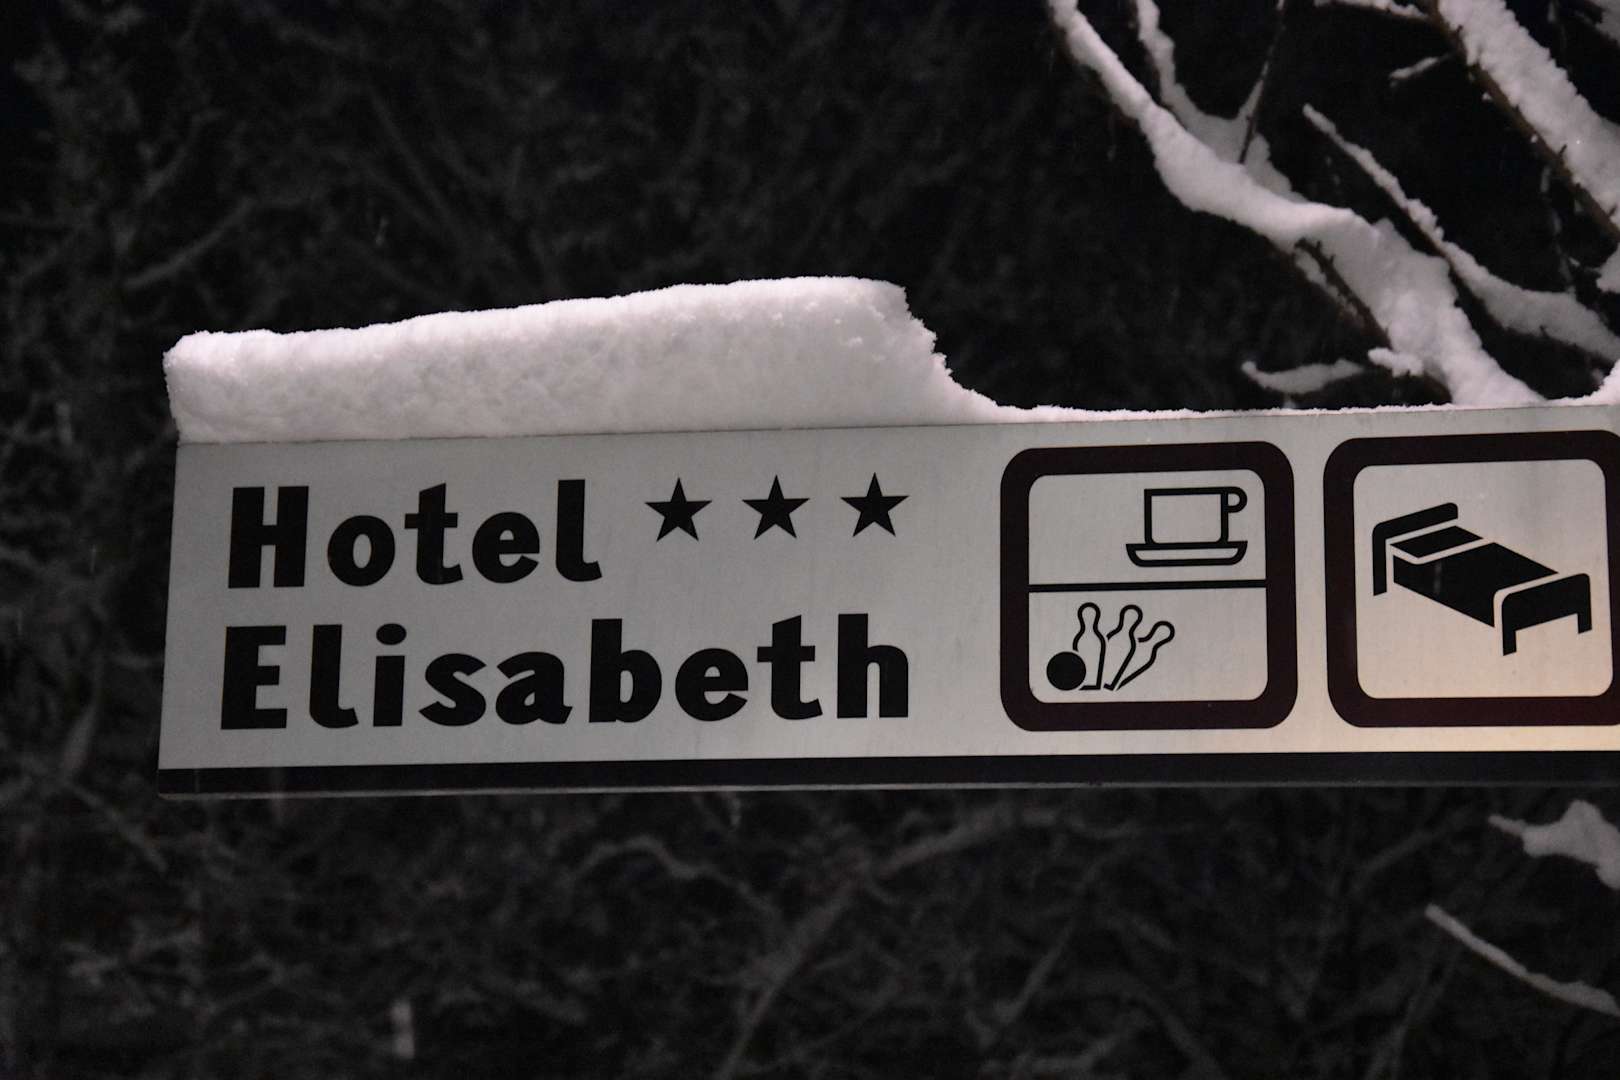 Hotel ★★★
Elisabeth